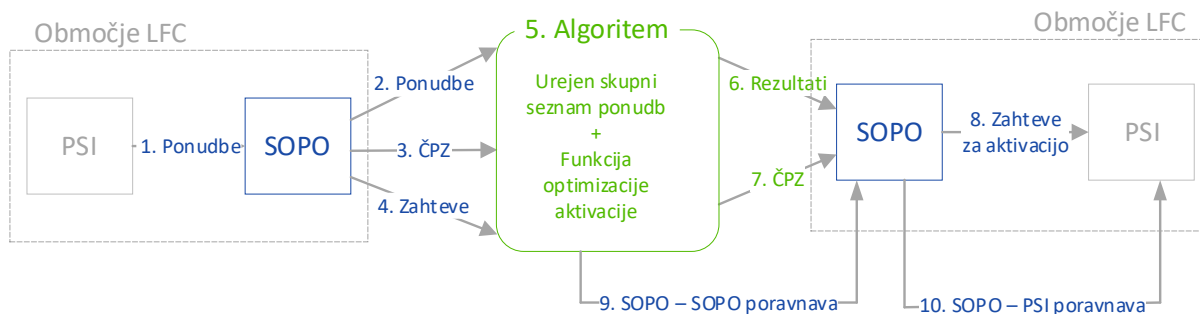 Območje LFC
PSI
1. Ponudbe
SOPO
2. Ponudbe
3. ČPZ
4. Zahteve
5. Algoritem
Urejen skupni
seznam ponudb
+
Funkcija
optimizacije
aktivacije
6. Rezultati
7. ČPZ
Območje LFC
SOPO
8. Zahteve
za aktivacijo
PSI
9. SOPO – SOPO poravnava
10. SOPO – PSI poravnava